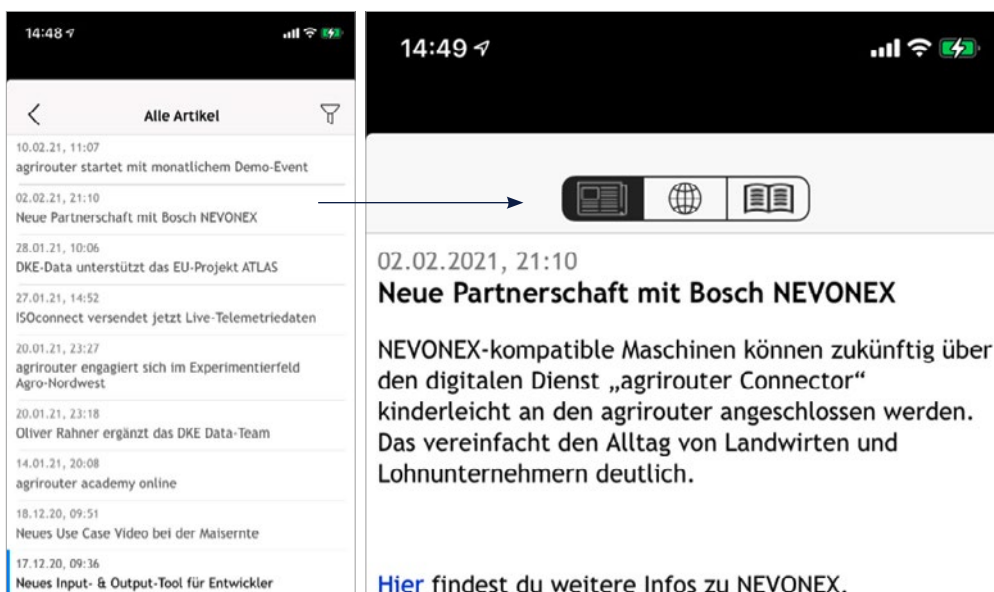 14:48
Alle Artikel
10.02.21, 11:07
agrirouter startet mit monatlichem Demo-Event
02.02.21, 21:10
Neue Partnerschaft mit Bosch NEVONEX
28.01.21, 10:06
DKE-Data unterstützt das EU-Projekt ATLAS
27.01.21, 14:52
ISOconnect versendet jetzt Live-Telemetriedaten
20.01.21, 23:27
agrirouter engagiert sich im Experimentierfeld
Agro-Nordwest
20.01.21, 23:18
Oliver Rahner ergänzt das DKE Data-Team
14.01.21, 20:08
agrirouter academy online
18.12.20, 09:51
Neues Use Case Video bei der Maisernte
17.12.20, 09:36
Neues Input- & Output-Tool für Entwickler
14:49
02.02.2021, 21:10
Neue Partnerschaft mit Bosch NEVONEX
NEVONEX-kompatible Maschinen können zukünftig über
den digitalen Dienst „agrirouter Connector“
kinderleicht an den agrirouter angeschlossen werden.
Das vereinfacht den Alltag von Landwirten und
Lohnunternehmern deutlich.
Hier findest du weitere Infos zu NEVONEX.